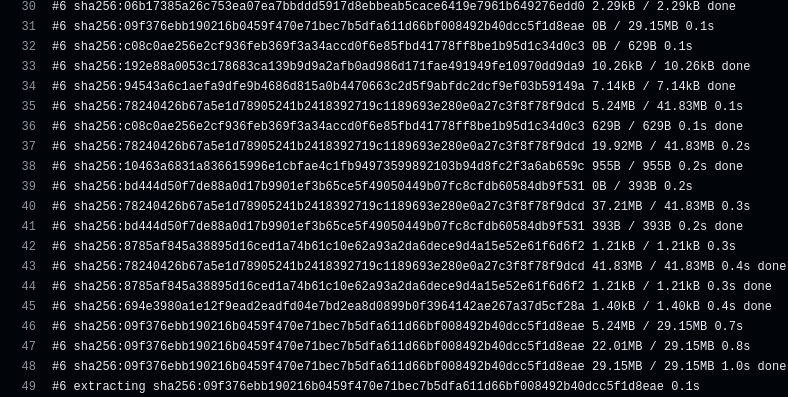 30 #6 sha256:06b17385a26c753ea07ea7bbddd5917d8ebbeab5cace6419e7961b649276edd0 2.29kB / 2.29kB done
31 #6 sha256:09f376ebb190216b0459f470e71bec7b5dfa611d66bf008492b40dcc5f1d8eae 0B / 29.15MB 0.1s
32 #6 sha256:c08c0ae256e2cf936feb369f3a34accd0f6e85fbd41778ff8be1b95d1c34d0c3 0B / 629B 0.1s
33 #6 sha256:192e88a0053c178683ca139b9d9a2afb0ad986d171fae491949fe10970dd9da9 10.26kB / 10.26kB done
34 #6 sha256:94543a6c1aefa9dfe9b4686d815a0b4470663c2d5f9abfdc2dcf9ef03b59149a 7.14kB / 7.14kB done
35 #6 sha256:78240426b67a5e1d78905241b2418392719c1189693e280e0a27c3f8f78f9dcd 5.24MB / 41.83MB 0.1s
36 #6 sha256:c08c0ae256e2cf936feb369f3a34accd0f6e85fbd41778ff8be1b95d1c34d0c3 629B / 629B 0.1s done
37 #6 sha256:78240426b67a5e1d78905241b2418392719c1189693e280e0a27c3f8f78f9dcd 19.92MB / 41.83MB 0.2s
38 #6 sha256:10463a6831a836615996e1cbfae4c1fb94973599892103b94d8fc2f3a6ab659c 955B / 955B 0.2s done
39 #6 sha256:bd444d50f7de88a0d17b9901ef3b65ce5f49050449b07fc8cfdb60584db9f531 0B / 393B 0.2s
40 #6 sha256:78240426b67a5e1d78905241b2418392719c1189693e280e0a27c3f8f78f9dcd 37.21MB / 41.83MB 0.3s
41 #6 sha256:bd444d50f7de88a0d17b9901ef3b65ce5f49050449b07fc8cfdb60584db9f531 393B / 393B 0.2s done
42 #6 sha256:8785af845a38895d16ced1a74b61c10e62a93a2da6dece9d4a15e52e61f6d6f2 1.21kB / 1.21kB 0.3s
43 #6 sha256:78240426b67a5e1d78905241b2418392719c1189693e280e0a27c3f8f78f9dcd 41.83MB / 41.83MB 0.4s done
44 #6 sha256:8785af845a38895d16ced1a74b61c10e62a93a2da6dece9d4a15e52e61f6d6f2 1.21kB / 1.21kB 0.3s done
45 #6 sha256:694e3980a1e12f9ead2eadfd04e7bd2ea8d0899b0f3964142ae267a37d5cf28a 1.40kB / 1.40kB 0.4s done
46 #6 sha256:09f376ebb190216b0459f470e71bec7b5dfa611d66bf008492b40dcc5f1d8eae 5.24MB / 29.15MB 0.7s
47 #6 sha256:09f376ebb190216b0459f470e71bec7b5dfa611d66bf008492b40dcc5f1d8eae 22.01MB / 29.15MB 0.8s
48 #6 sha256:09f376ebb190216b0459f470e71bec7b5dfa611d66bf008492b40dcc5f1d8eae 29.15MB / 29.15MB 1.0s done
49 #6 extracting sha256:09f376ebb190216b0459f470e71bec7b5dfa611d66bf008492b40dcc5f1d8eae 0.1s